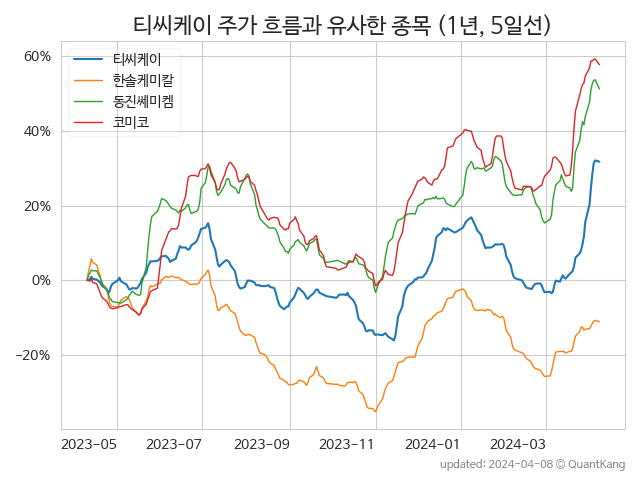 티씨케이 주가 흐름과 유사한 종목 (1년, 5일선)
60%
40%
20%
0%
−20%
티씨케이
한솔케미칼
동진쎄미켐
코미코
2023-05 2023-07 2023-09 2023-11 2024-01 2024-03
updated: 2024-04-08 © QuantKang